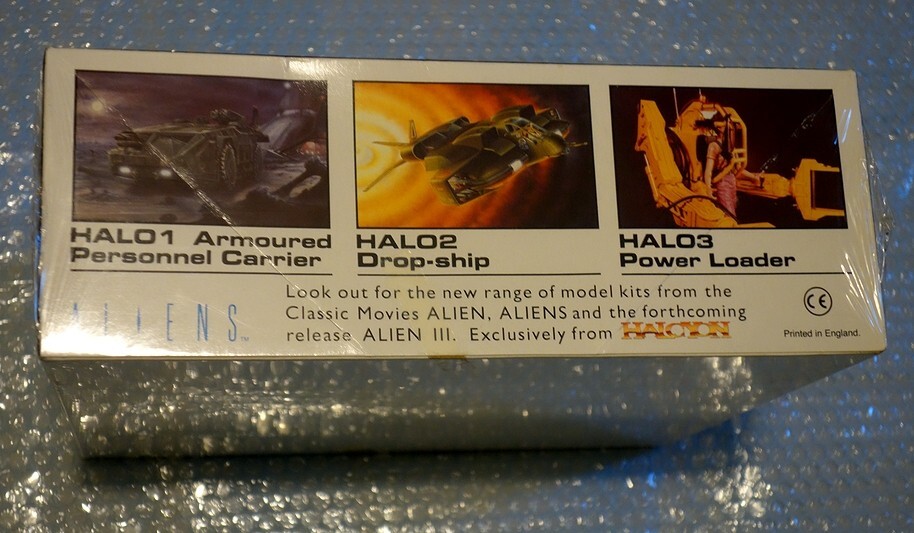 HAL01 Armoured
Personnel Carrier
HAL02
Drop-ship
HAL03
Power Loader
ALIENS™
Look out for the new range of model kits from the
Classic Movies ALIEN, ALIENS and the forthcoming
release ALIEN III. Exclusively from HALCYON
CE
Printed in England.